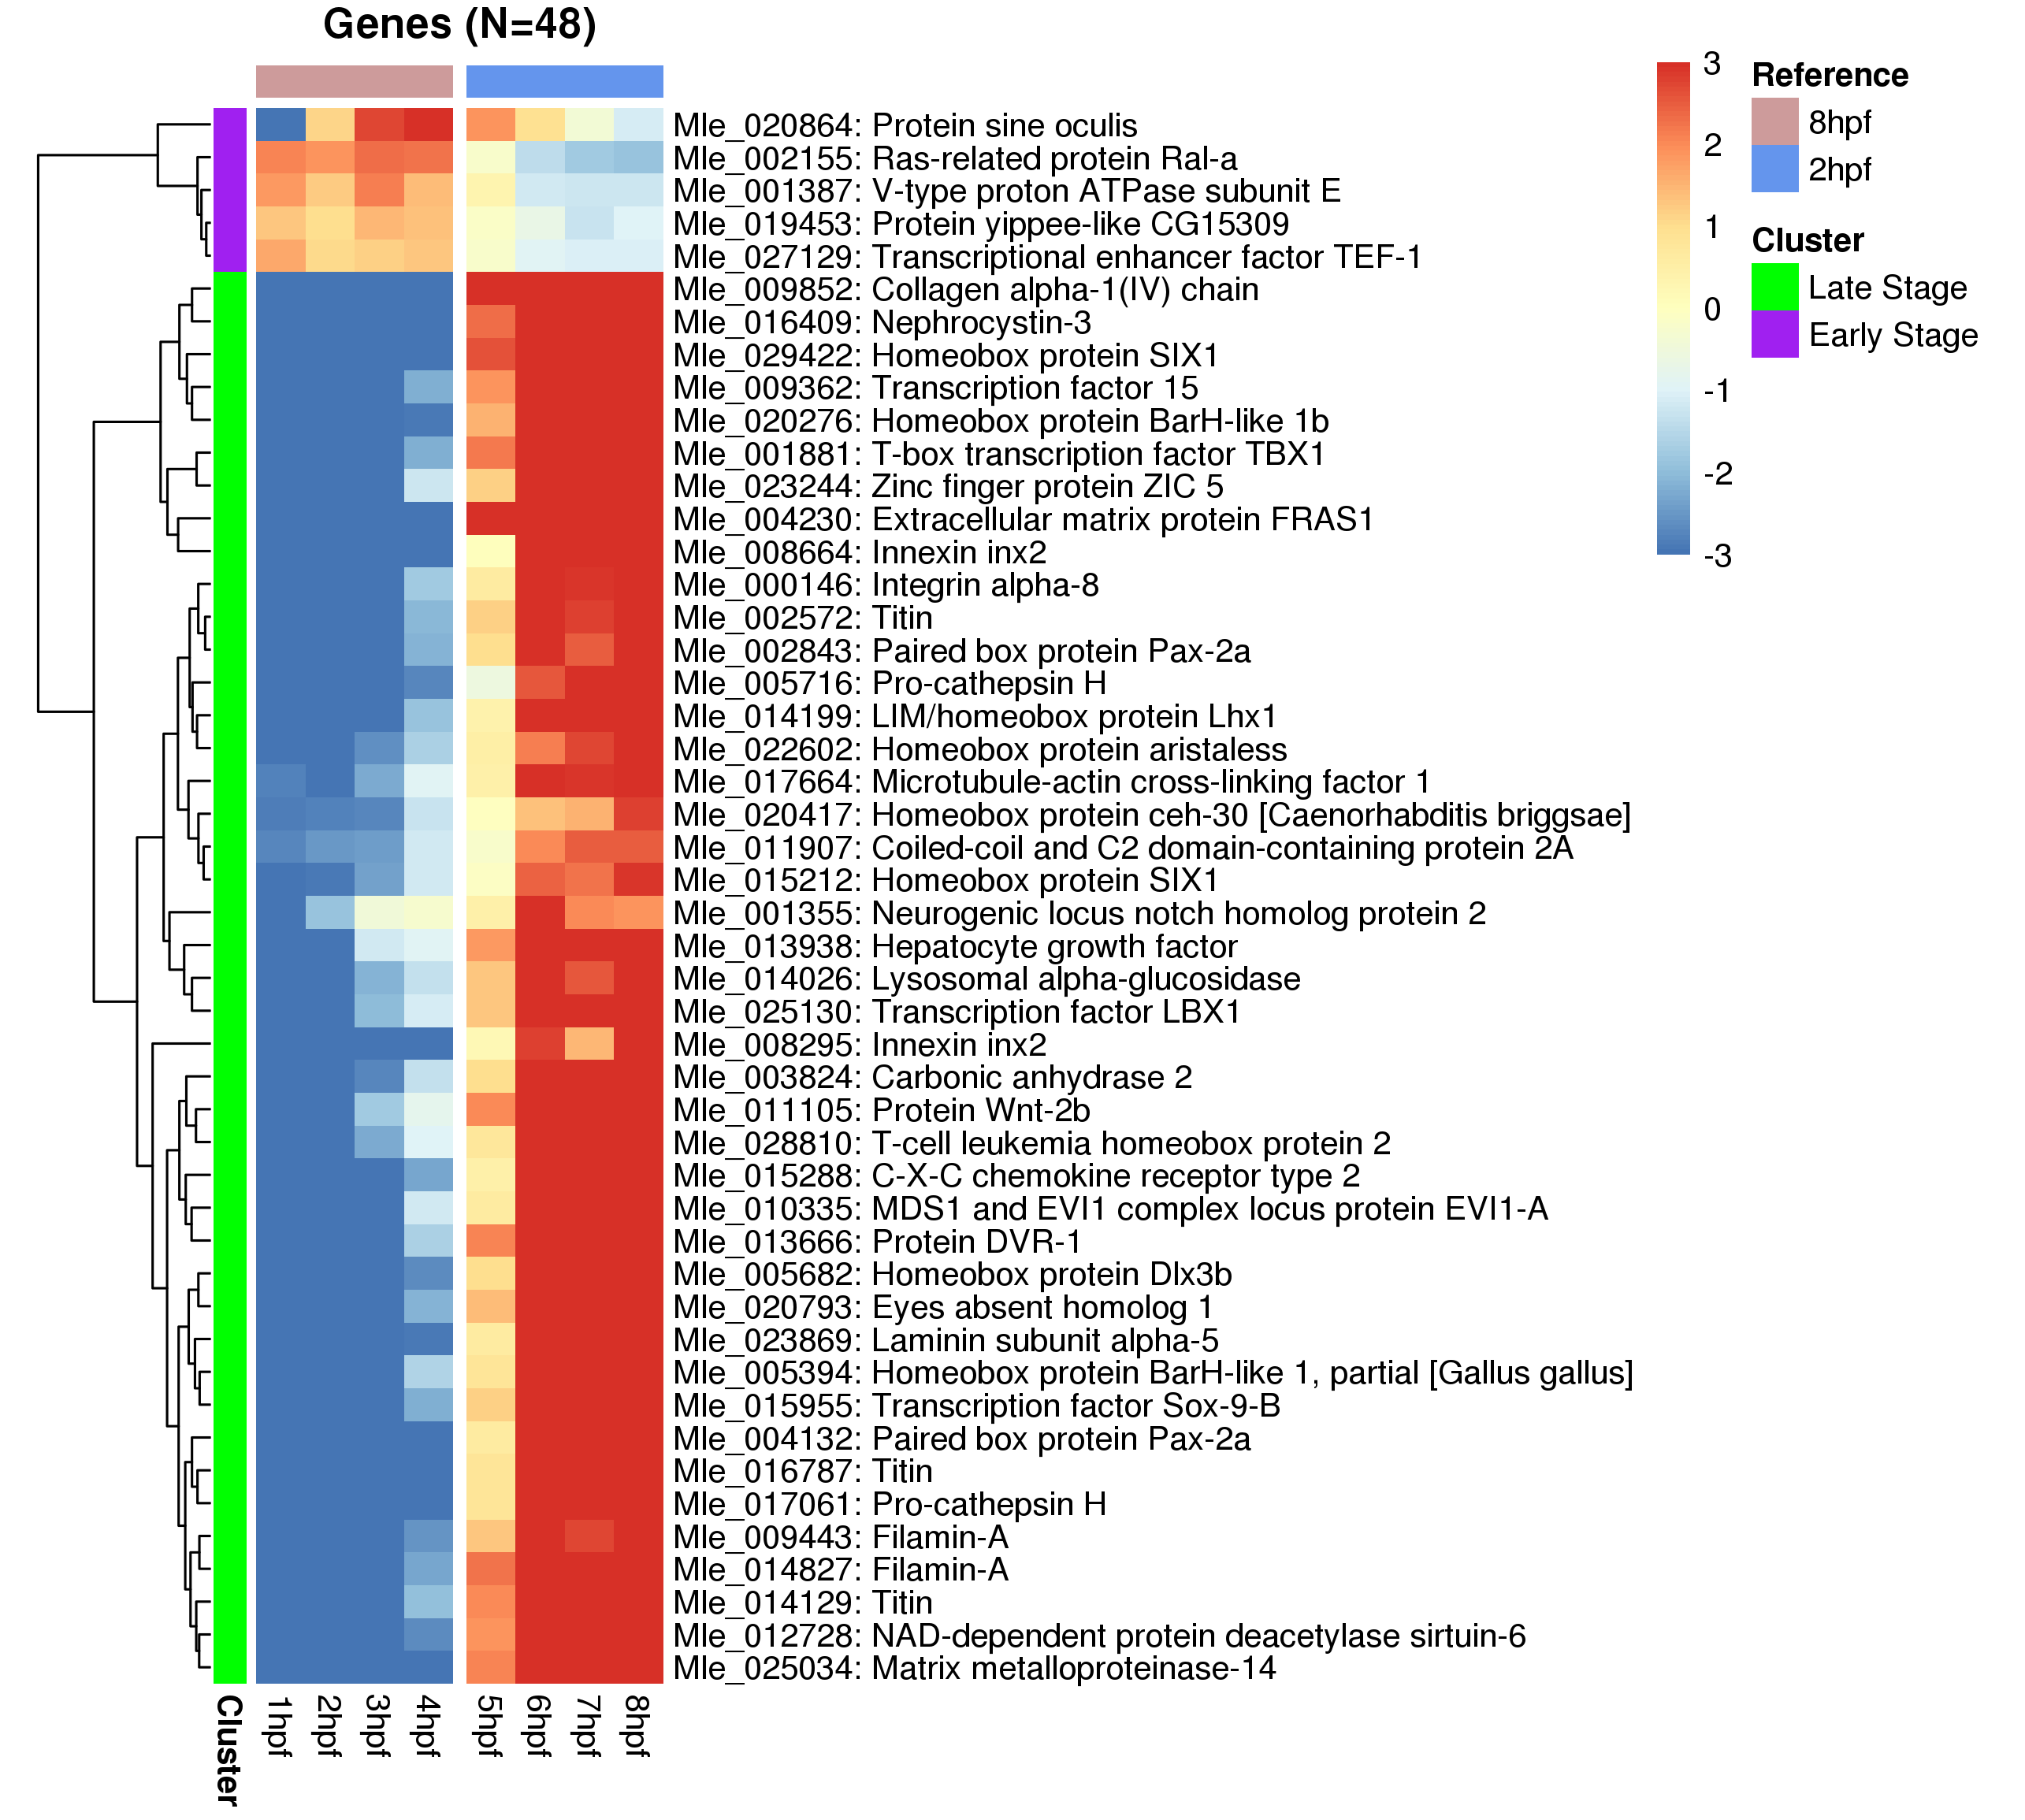 Genes (N=48)
Mle_020864: Protein sine oculis
Mle_002155: Ras-related protein Ral-a
Mle_001387: V-type proton ATPase subunit E
Mle_019453: Protein yippee-like CG15309
Mle_027129: Transcriptional enhancer factor TEF-1
Mle_009852: Collagen alpha-1(IV) chain
Mle_016409: Nephrocystin-3
Mle_029422: Homeobox protein SIX1
Mle_009362: Transcription factor 15
Mle_020276: Homeobox protein BarH-like 1b
Mle_001881: T-box transcription factor TBX1
Mle_023244: Zinc finger protein ZIC 5
Mle_004230: Extracellular matrix protein FRAS1
Mle_008664: Innexin inx2
Mle_000146: Integrin alpha-8
Mle_002572: Titin
Mle_002843: Paired box protein Pax-2a
Mle_005716: Pro-cathepsin H
Mle_014199: LIM/homeobox protein Lhx1
Mle_022602: Homeobox protein aristaless
Mle_017664: Microtubule-actin cross-linking factor 1
Mle_020417: Homeobox protein ceh-30 [Caenorhabditis briggsae]
Mle_011907: Coiled-coil and C2 domain-containing protein 2A
Mle_015212: Homeobox protein SIX1
Mle_001355: Neurogenic locus notch homolog protein 2
Mle_013938: Hepatocyte growth factor
Mle_014026: Lysosomal alpha-glucosidase
Mle_025130: Transcription factor LBX1
Mle_008295: Innexin inx2
Mle_003824: Carbonic anhydrase 2
Mle_011105: Protein Wnt-2b
Mle_028810: T-cell leukemia homeobox protein 2
Mle_015288: C-X-C chemokine receptor type 2
Mle_010335: MDS1 and EVI1 complex locus protein EVI1-A
Mle_013666: Protein DVR-1
Mle_005682: Homeobox protein Dlx3b
Mle_020793: Eyes absent homolog 1
Mle_023869: Laminin subunit alpha-5
Mle_005394: Homeobox protein BarH-like 1, partial [Gallus gallus]
Mle_015955: Transcription factor Sox-9-B
Mle_004132: Paired box protein Pax-2a
Mle_016787: Titin
Mle_017061: Pro-cathepsin H
Mle_009443: Filamin-A
Mle_014827: Filamin-A
Mle_014129: Titin
Mle_012728: NAD-dependent protein deacetylase sirtuin-6
Mle_025034: Matrix metalloproteinase-14
Cluster
1hpf
2hpf
3hpf
4hpf
5hpf
6hpf
7hpf
8hpf
3
2
1
0
-1
-2
-3
Reference
8hpf
2hpf
Cluster
Late Stage
Early Stage